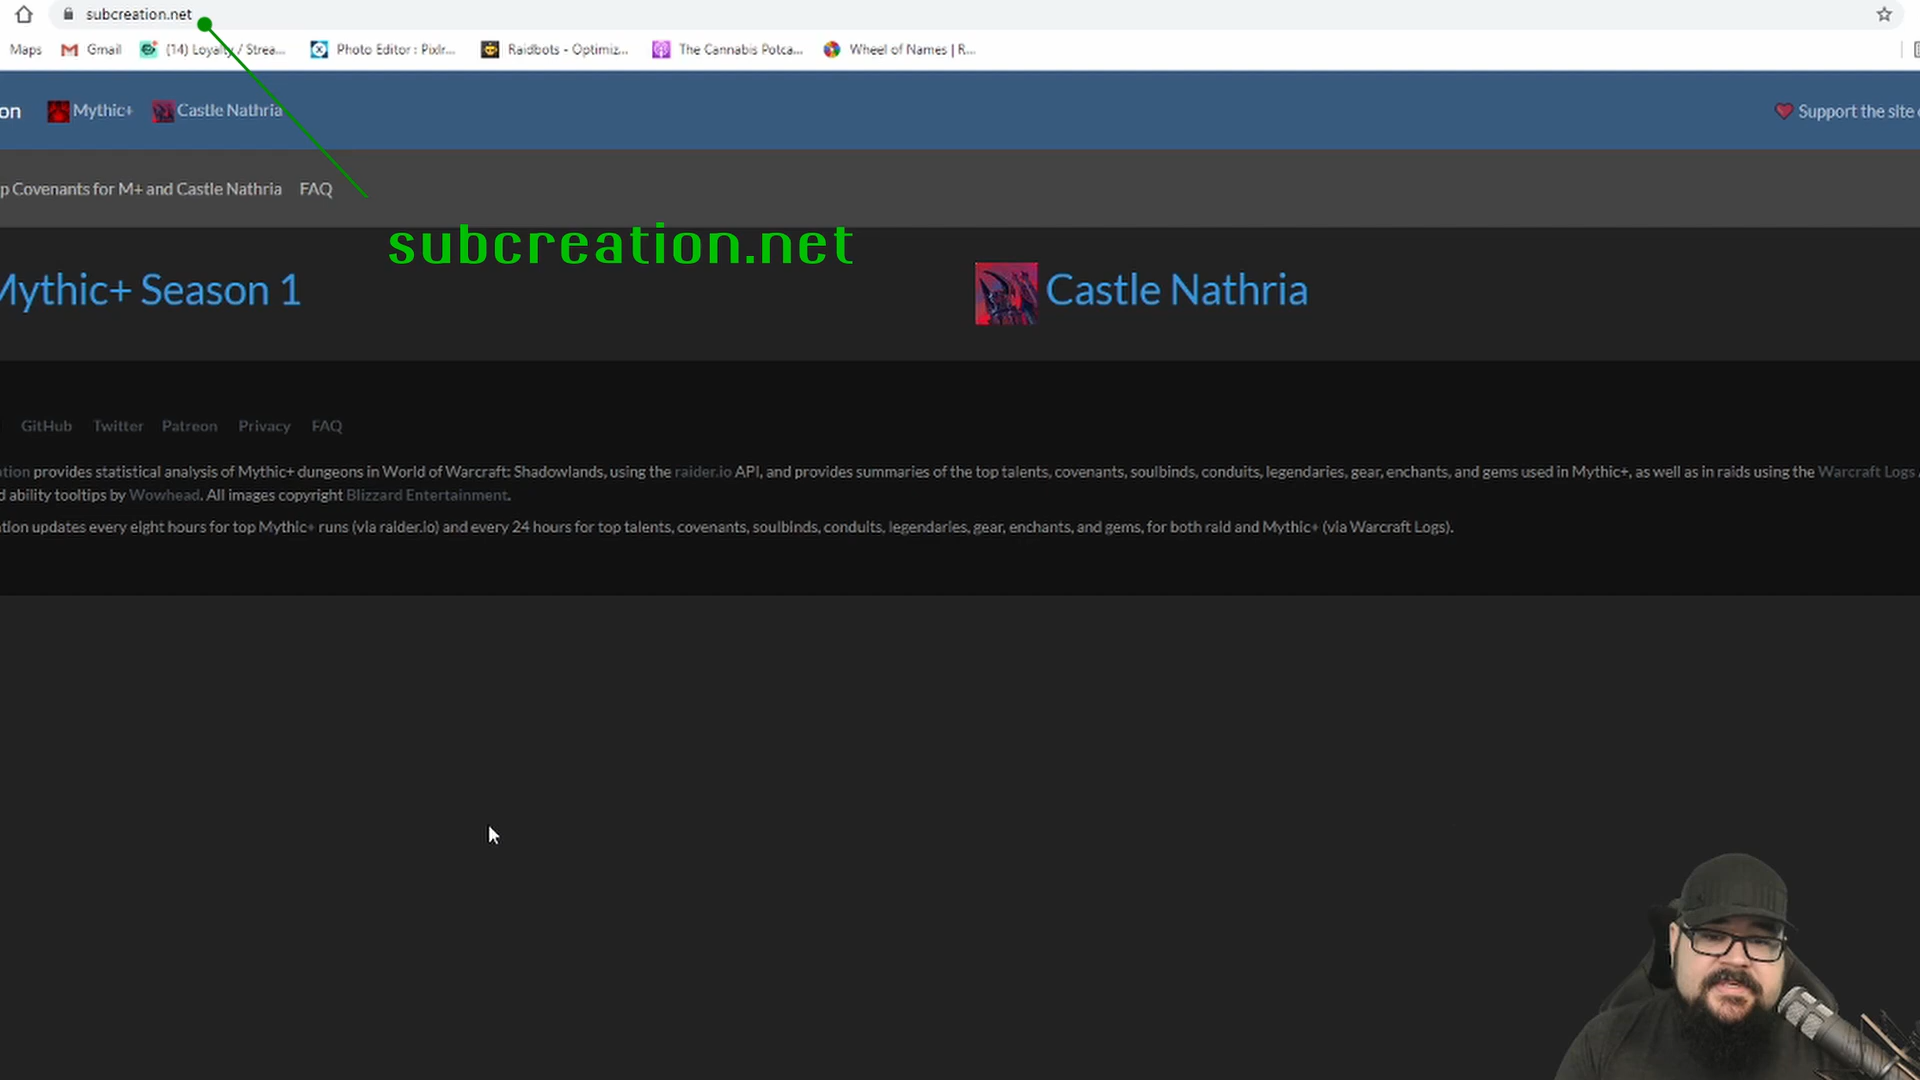 subcreation.net
Maps Gmail (14) Loyalty / Strea... Photo Editor : Pixlr... Raidbots - Optimiz... The Cannabis Potca... Wheel of Names | R...
on Mythic+ Castle Nathria Support the site
p Covenants for M+ and Castle Nathria FAQ
subcreation.net
Mythic+ Season 1 Castle Nathria
GitHub Twitter Patreon Privacy FAQ
ation provides statistical analysis of Mythic+ dungeons in World of Warcraft: Shadowlands, using the raider.io API, and provides summaries of the top talents, covenants, soulbinds, conduits, legendaries, gear, enchants, and gems used in Mythic+, as well as in raids using the Warcraft Logs
d ability tooltips by Wowhead. All images copyright Blizzard Entertainment.
ation updates every eight hours for top Mythic+ runs (via raider.io) and every 24 hours for top talents, covenants, soulbinds, conduits, legendaries, gear, enchants, and gems, for both raid and Mythic+ (via Warcraft Logs).